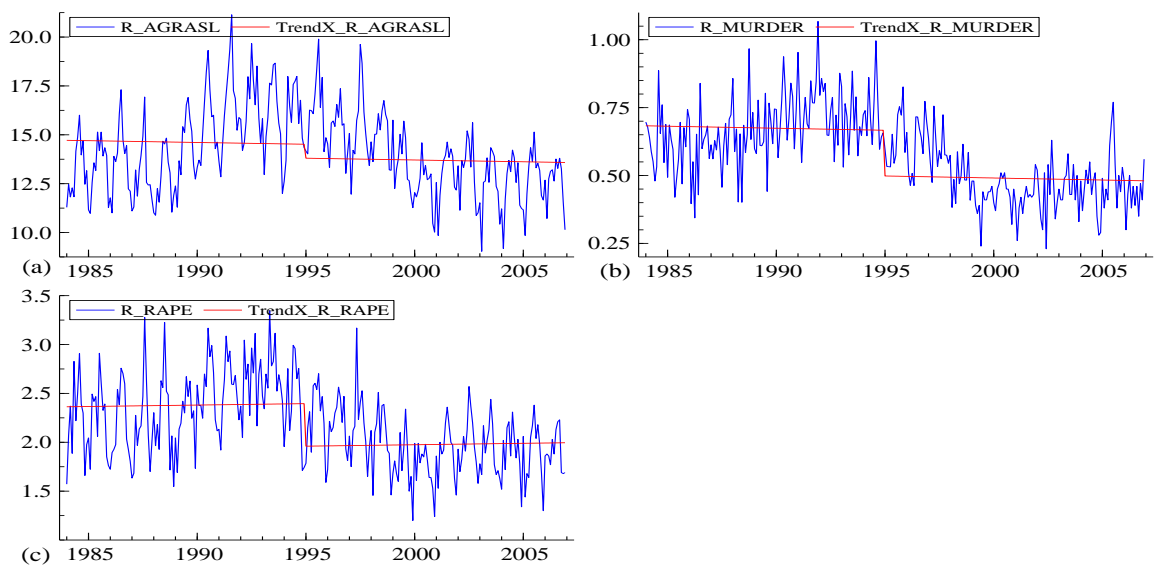 R_AGRASL TrendX_R_AGRASL
20.0
17.5
15.0
12.5
10.0
1985 1990 1995 2000 2005
(a)
R_MURDER TrendX_R_MURDER
1.00
0.75
0.50
0.25
1985 1990 1995 2000 2005
(b)
R_RAPE TrendX_R_RAPE
3.5
3.0
2.5
2.0
1.5
1985 1990 1995 2000 2005
(c)